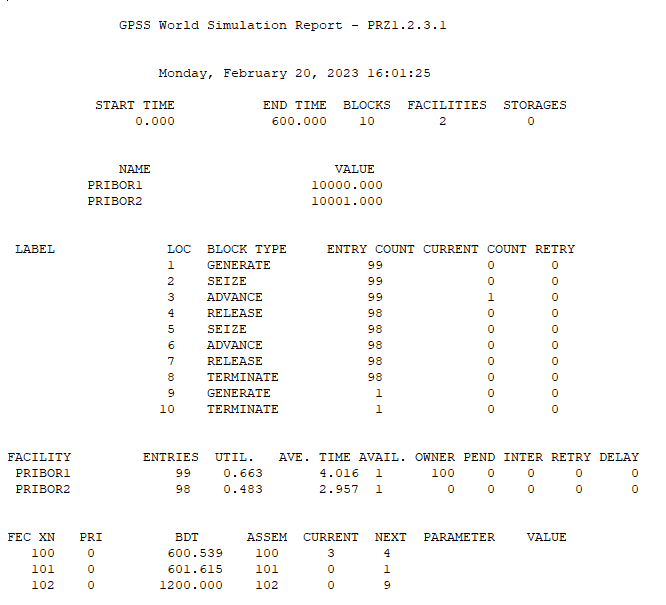 GPSS World Simulation Report - PRZ1.2.3.1
Monday, February 20, 2023 16:01:25
START TIME END TIME BLOCKS FACILITIES STORAGES
0.000 600.000 10 2 0
NAME VALUE
PRIBOR1 10000.000
PRIBOR2 10001.000
LABEL LOC BLOCK TYPE ENTRY COUNT CURRENT COUNT RETRY
1 GENERATE 99 0 0
2 SEIZE 99 0 0
3 ADVANCE 99 1 0
4 RELEASE 98 0 0
5 SEIZE 98 0 0
6 ADVANCE 98 0 0
7 RELEASE 98 0 0
8 TERMINATE 98 0 0
9 GENERATE 1 0 0
10 TERMINATE 1 0 0
FACILITY ENTRIES UTIL. AVE. TIME AVAIL. OWNER PEND INTER RETRY DELAY
PRIBOR1 99 0.663 4.016 1 100 0 0 0 0
PRIBOR2 98 0.483 2.957 1 0 0 0 0 0
FEC XN PRI BDT ASSEM CURRENT NEXT PARAMETER VALUE
100 0 600.539 100 3 4
101 0 601.615 101 0 1
102 0 1200.000 102 0 9